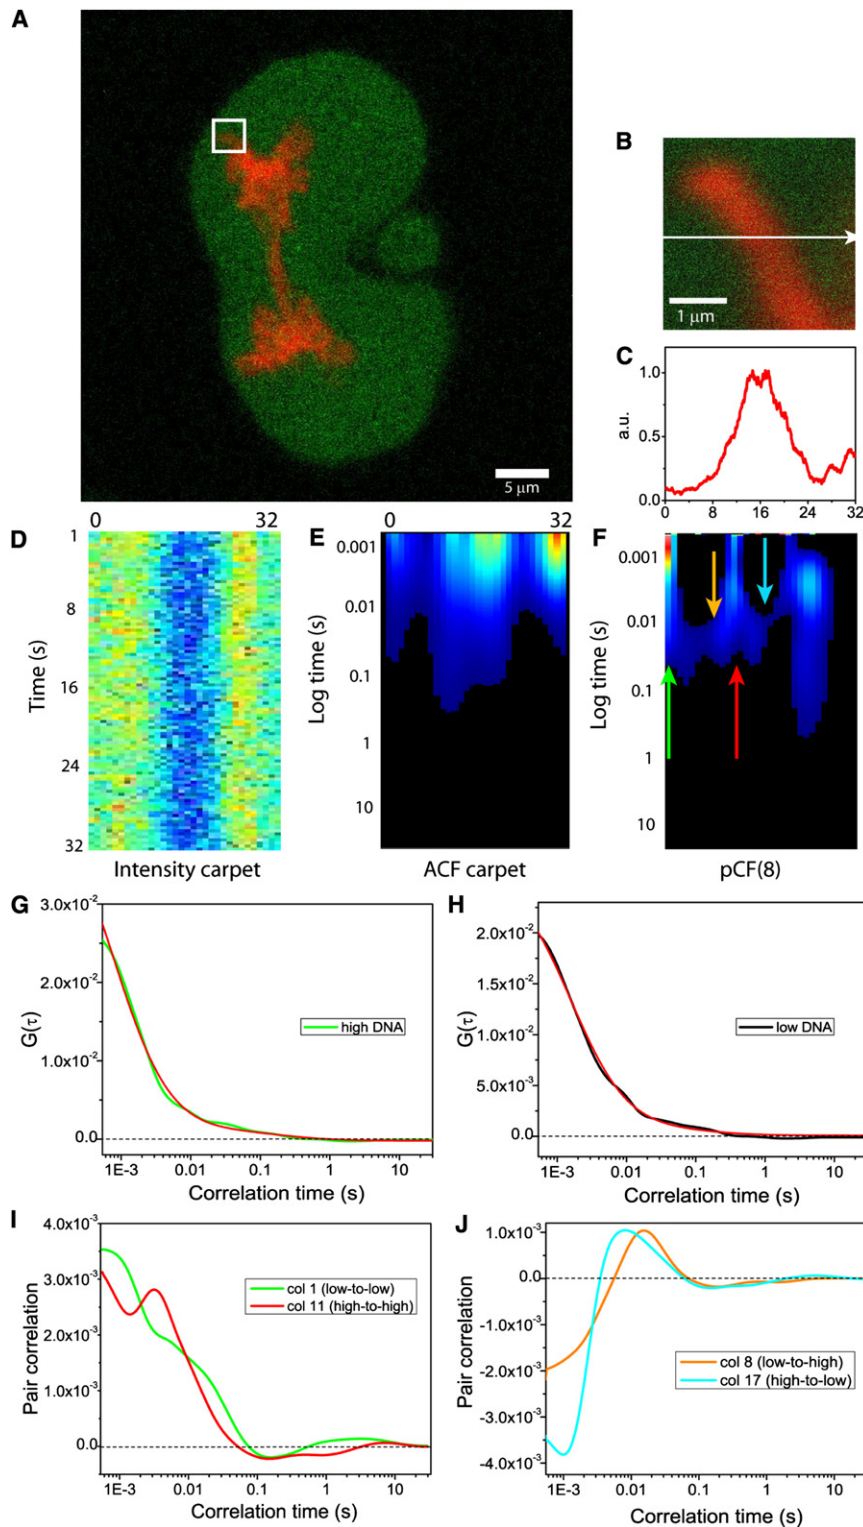 A
5 μm
B
1 μm
C
1.0
0.5
0.0
a.u.
0 8 16 24 32
D
0 32
1
8
16
24
32
Time (s)
Intensity carpet
E
0 32
0.001
0.01
0.1
1
10
Log time (s)
ACF carpet
F
0.001
0.01
0.1
1
10
Log time (s)
pCF(8)
G
3.0x10⁻²
2.0x10⁻²
1.0x10⁻²
0.0
G(τ)
high DNA
1E-3 0.01 0.1 1 10
Correlation time (s)
H
2.0x10⁻²
1.5x10⁻²
1.0x10⁻²
5.0x10⁻³
0.0
G(τ)
low DNA
1E-3 0.01 0.1 1 10
Correlation time (s)
I
4.0x10⁻³
3.0x10⁻³
2.0x10⁻³
1.0x10⁻³
0.0
Pair correlation
col 1 (low-to-low)
col 11 (high-to-high)
1E-3 0.01 0.1 1 10
Correlation time (s)
J
1.0x10⁻³
0.0
-1.0x10⁻³
-2.0x10⁻³
-3.0x10⁻³
-4.0x10⁻³
Pair correlation
col 8 (low-to-high)
col 17 (high-to-low)
1E-3 0.01 0.1 1 10
Correlation time (s)